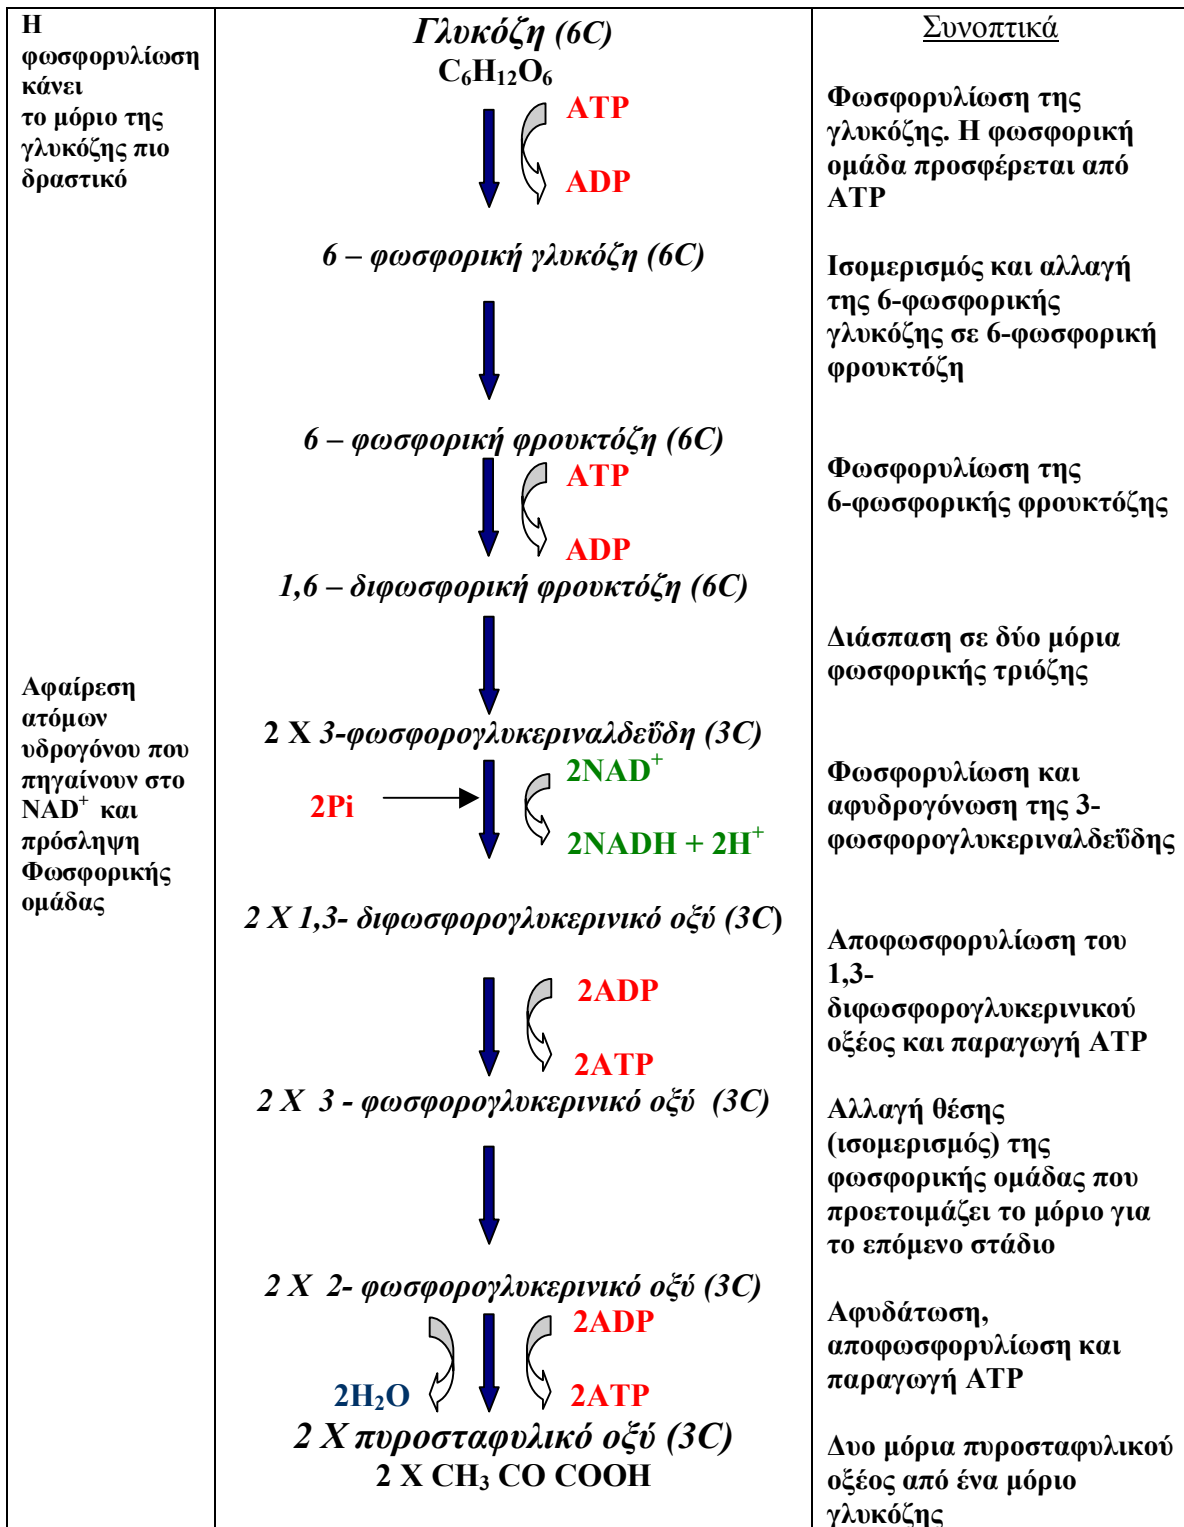 Η
φωσφορυλίωση
κάνει
το μόριο της
γλυκόζης πιο
δραστικό
Αφαίρεση
ατόμων
υδρογόνου που
πηγαίνουν στο
NAD⁺ και
πρόσληψη
Φωσφορικής
ομάδας
Γλυκόζη (6C)
C₆H₁₂O₆
ATP
ADP
6 – φωσφορική γλυκόζη (6C)
6 – φωσφορική φρουκτόζη (6C)
ATP
ADP
1,6 – διφωσφορική φρουκτόζη (6C)
2 Χ 3-φωσφορογλυκεριναλδεΰδη (3C)
2NAD⁺
2Pi
2NADH + 2H⁺
2 Χ 1,3- διφωσφορογλυκερινικό οξύ (3C)
2ADP
2ATP
2 Χ 3 - φωσφορογλυκερινικό οξύ (3C)
2 Χ 2- φωσφορογλυκερινικό οξύ (3C)
2ADP
2H₂O
2ATP
2 Χ πυροσταφυλικό οξύ (3C)
2 Χ CH₃ CO COOH
Συνοπτικά
Φωσφορυλίωση της
γλυκόζης. Η φωσφορική
ομάδα προσφέρεται από
ATP
Ισομερισμός και αλλαγή
της 6-φωσφορικής
γλυκόζης σε 6-φωσφορική
φρουκτόζη
Φωσφορυλίωση της
6-φωσφορικής φρουκτόζης
Διάσπαση σε δύο μόρια
φωσφορικής τριόζης
Φωσφορυλίωση και
αφυδρογόνωση της 3-
φωσφορογλυκεριναλδεΰδης
Αποφωσφορυλίωση του
1,3-
διφωσφορογλυκερινικού
οξέος και παραγωγή ATP
Αλλαγή θέσης
(ισομερισμός) της
φωσφορικής ομάδας που
προετοιμάζει το μόριο για
το επόμενο στάδιο
Αφυδάτωση,
αποφωσφορυλίωση και
παραγωγή ATP
Δυο μόρια πυροσταφυλικού
οξέος από ένα μόριο
γλυκόζης